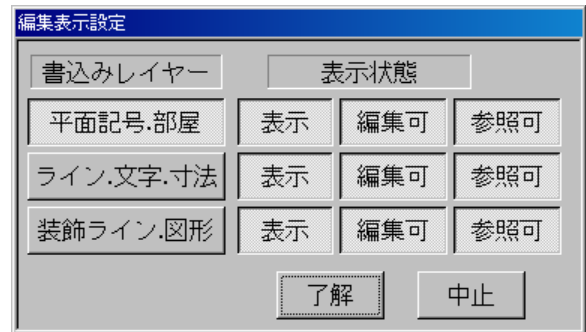 編集表示設定
書込みレイヤー 表示状態
平面記号.部屋 表示 編集可 参照可
ライン.文字.寸法 表示 編集可 参照可
装飾ライン.図形 表示 編集可 参照可
了解 中止